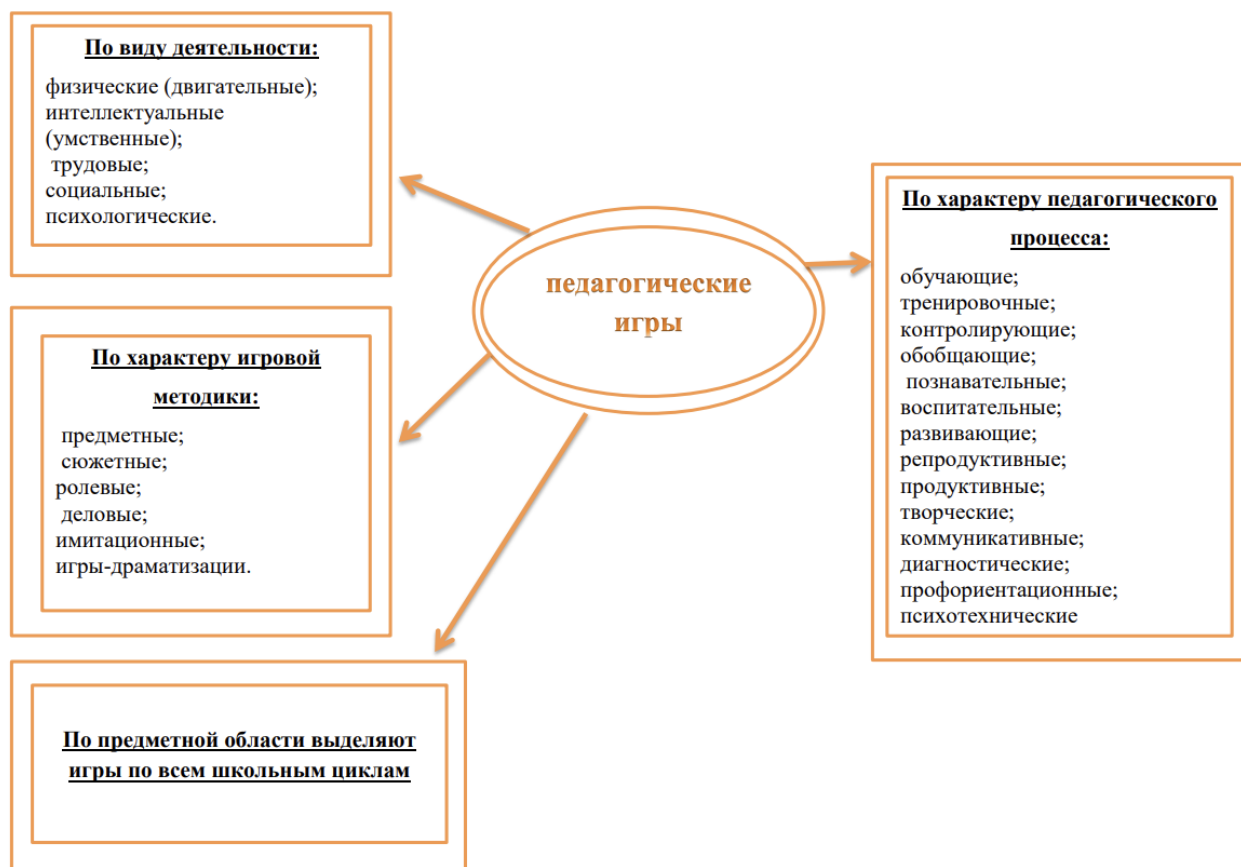 По виду деятельности:
физические (двигательные);
интеллектуальные
(умственные);
трудовые;
социальные;
психологические.
педагогические
игры
По характеру педагогического
процесса:
обучающие;
тренировочные;
контролирующие;
обобщающие;
познавательные;
воспитательные;
развивающие;
репродуктивные;
продуктивные;
творческие;
коммуникативные;
диагностические;
профориентационные;
психотехнические
По характеру игровой
методики:
предметные;
сюжетные;
ролевые;
деловые;
имитационные;
игры-драматизации.
По предметной области выделяют
игры по всем школьным циклам